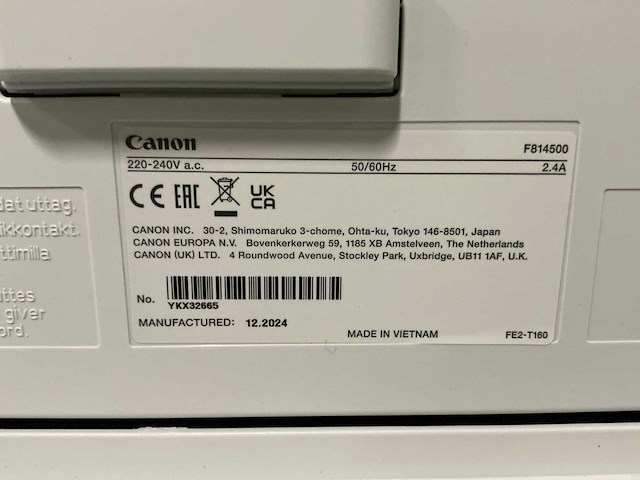 Canon F814500
220-240V a.c. 50/60Hz 2.4A
CE EAC UK CA
CANON INC. 30-2, Shimomaruko 3-chome, Ohta-ku, Tokyo 146-8501, Japan
CANON EUROPA N.V. Bovenkerkerweg 59, 1185 XB Amstelveen, The Netherlands
CANON (UK) LTD. 4 Roundwood Avenue, Stockley Park, Uxbridge, UB11 1AF, U.K.
No. YKX32665
MANUFACTURED: 12.2024
MADE IN VIETNAM FE2-T160
uttag.
giver